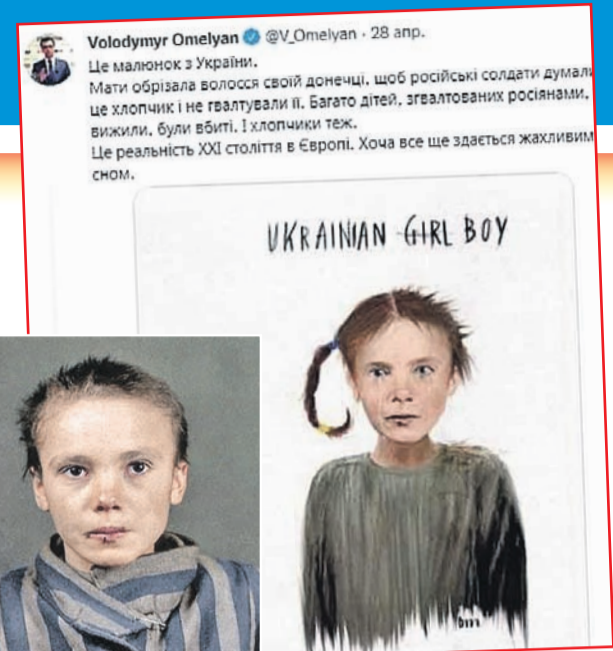 Volodymyr Omelyan @V_Omelyan · 28 апр.
Це малюнок з України.
Мати обрізала волосся своїй донечці, щоб російські солдати думали
це хлопчик і не гвалтували її. Багато дітей, зґвалтованих росіянами,
вижили, були вбиті. І хлопчики теж.
Це реальність XXI століття в Європі. Хоча все ще здається жахливим
сном.
UKRAINIAN GIRL BOY